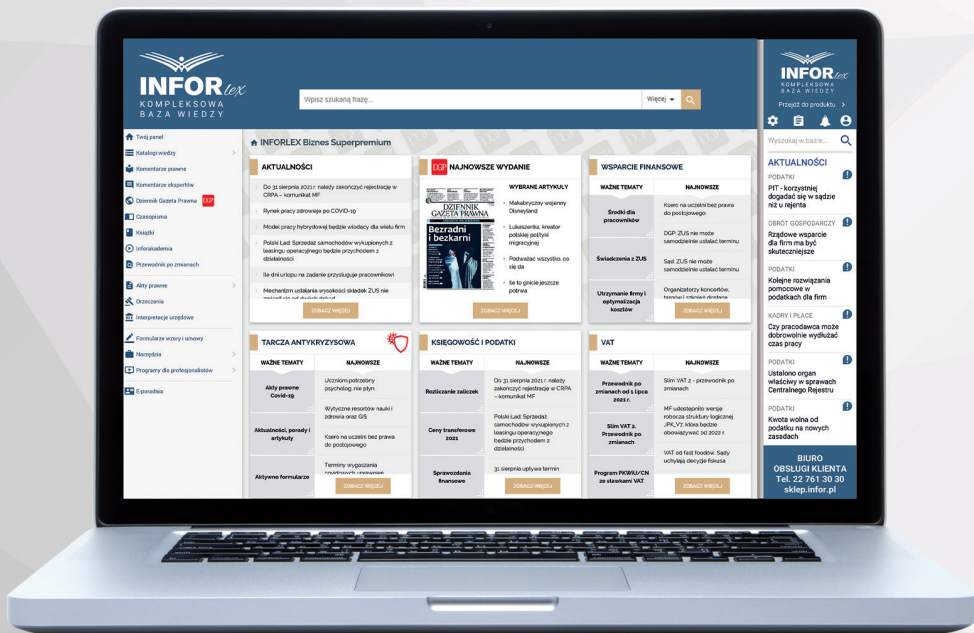 INFORlex
KOMPLEKSOWA
BAZA WIEDZY
Wpisz szukaną frazę...
Więcej
Twój panel
Katalogi wiedzy
Komentarze prawne
Komentarze ekspertów
Dziennik Gazeta Prawna DGP
Czasopisma
Książki
Inforakademia
Przewodnik po zmianach
Akty prawne
Orzeczenia
Interpretacje urzędowe
Formularze wzory i umowy
Narzędzia
Programy dla profesjonalistów
E-poradnia
INFORLEX Biznes Superpremium
AKTUALNOŚCI
Do 31 sierpnia 2021 r. należy zakończyć rejestrację w
CRPA – komunikat MF
Rynek pracy zdrowieje po COVID-19
Model pracy hybrydowej będzie wiodący dla wielu firm
Polski Ład: Sprzedaż samochodów wykupionych z
leasingu operacyjnego będzie przychodem z
działalności
Ile dni urlopu na żądanie przysługuje pracownikowi
Mechanizm ustalania wysokości składek ZUS nie
ZOBACZ WIĘCEJ
DGP NAJNOWSZE WYDANIE
DZIENNIK
GAZETA PRAWNA
Bezradni
i bezkarni
WYBRANE ARTYKUŁY
Makabryczny wojenny
Disneyland
Łukaszenka, kreator
polskiej polityki
migracyjnej
Podważać wszystko, co
się da
Ile to gnicie jeszcze
potrwa
ZOBACZ WIĘCEJ
WSPARCIE FINANSOWE
WAŻNE TEMATY
NAJNOWSZE
Środki dla
pracowników
Świadczenia z ZUS
Utrzymanie firmy i
optymalizacja
kosztów
Ksero na uczelni bez prawa
do postojowego
DGP: ZUS nie może
samodzielnie ustalać terminu
Sąd: ZUS nie może
samodzielnie ustalać terminu
Organizatorzy koncertów,
targów i szkoleń dostaną
ZOBACZ WIĘCEJ
TARCZA ANTYKRYZYSOWA
WAŻNE TEMATY
NAJNOWSZE
Akty prawne
Covid-19
Aktualności, porady i
artykuły
Aktywne formularze
Uczniom potrzebny
psycholog, nie płyn
Wytyczne resortów nauki i
zdrowia oraz GIS
Ksero na uczelni bez prawa
do postojowego
Terminy wygaszania
covidowych uprawnień
ZOBACZ WIĘCEJ
KSIĘGOWOŚĆ I
PODATKI
WAŻNE TEMATY
NAJNOWSZE
Rozliczanie zaliczek
Ceny transferowe
2021
Sprawozdania
finansowe
Do 31 sierpnia 2021 r. należy
zakończyć rejestrację w CRPA
– komunikat MF
Polski Ład: Sprzedaż
samochodów wykupionych z
leasingu operacyjnego
będzie przychodem z
działalności
31 sierpnia upływa termin
ZOBACZ WIĘCEJ
VAT
WAŻNE TEMATY
NAJNOWSZE
Przewodnik po
zmianach od 1 lipca
2021 r.
Slim VAT 2.
Przewodnik po
zmianach
Program PKWiU/CN
ze stawkami VAT
Slim VAT 2 - przewodnik po
zmianach
MF udostępniło wersję
roboczą struktury logicznej
JPK_V7, która będzie
obowiązywać od 2022 r.
VAT od fast foodów. Sądy
uchylają decyzje fiskusa
ZOBACZ WIĘCEJ
INFORLex
KOMPLEKSOWA
BAZA WIEDZY
Przejdź do produktu
Wyszukaj w bazie...
AKTUALNOŚCI
PODATKI
PIT - korzystniej
dogadać się w sądzie
niż u rejenta
OBRÓT GOSPODARCZY
Rządowe wsparcie
dla firm ma być
skuteczniejsze
PODATKI
Kolejne rozwiązania
pomocowe w
podatkach dla firm
KADRY I PŁACE
Czy pracodawca może
dobrowolnie wydłużać
czas pracy
PODATKI
Ustalono organ
właściwy w sprawach
Centralnego Rejestru
PODATKI
Kwota wolna od
podatku na nowych
zasadach
BIURO
OBSŁUGI KLIENTA
Tel. 22 761 30 30
sklep.infor.pl